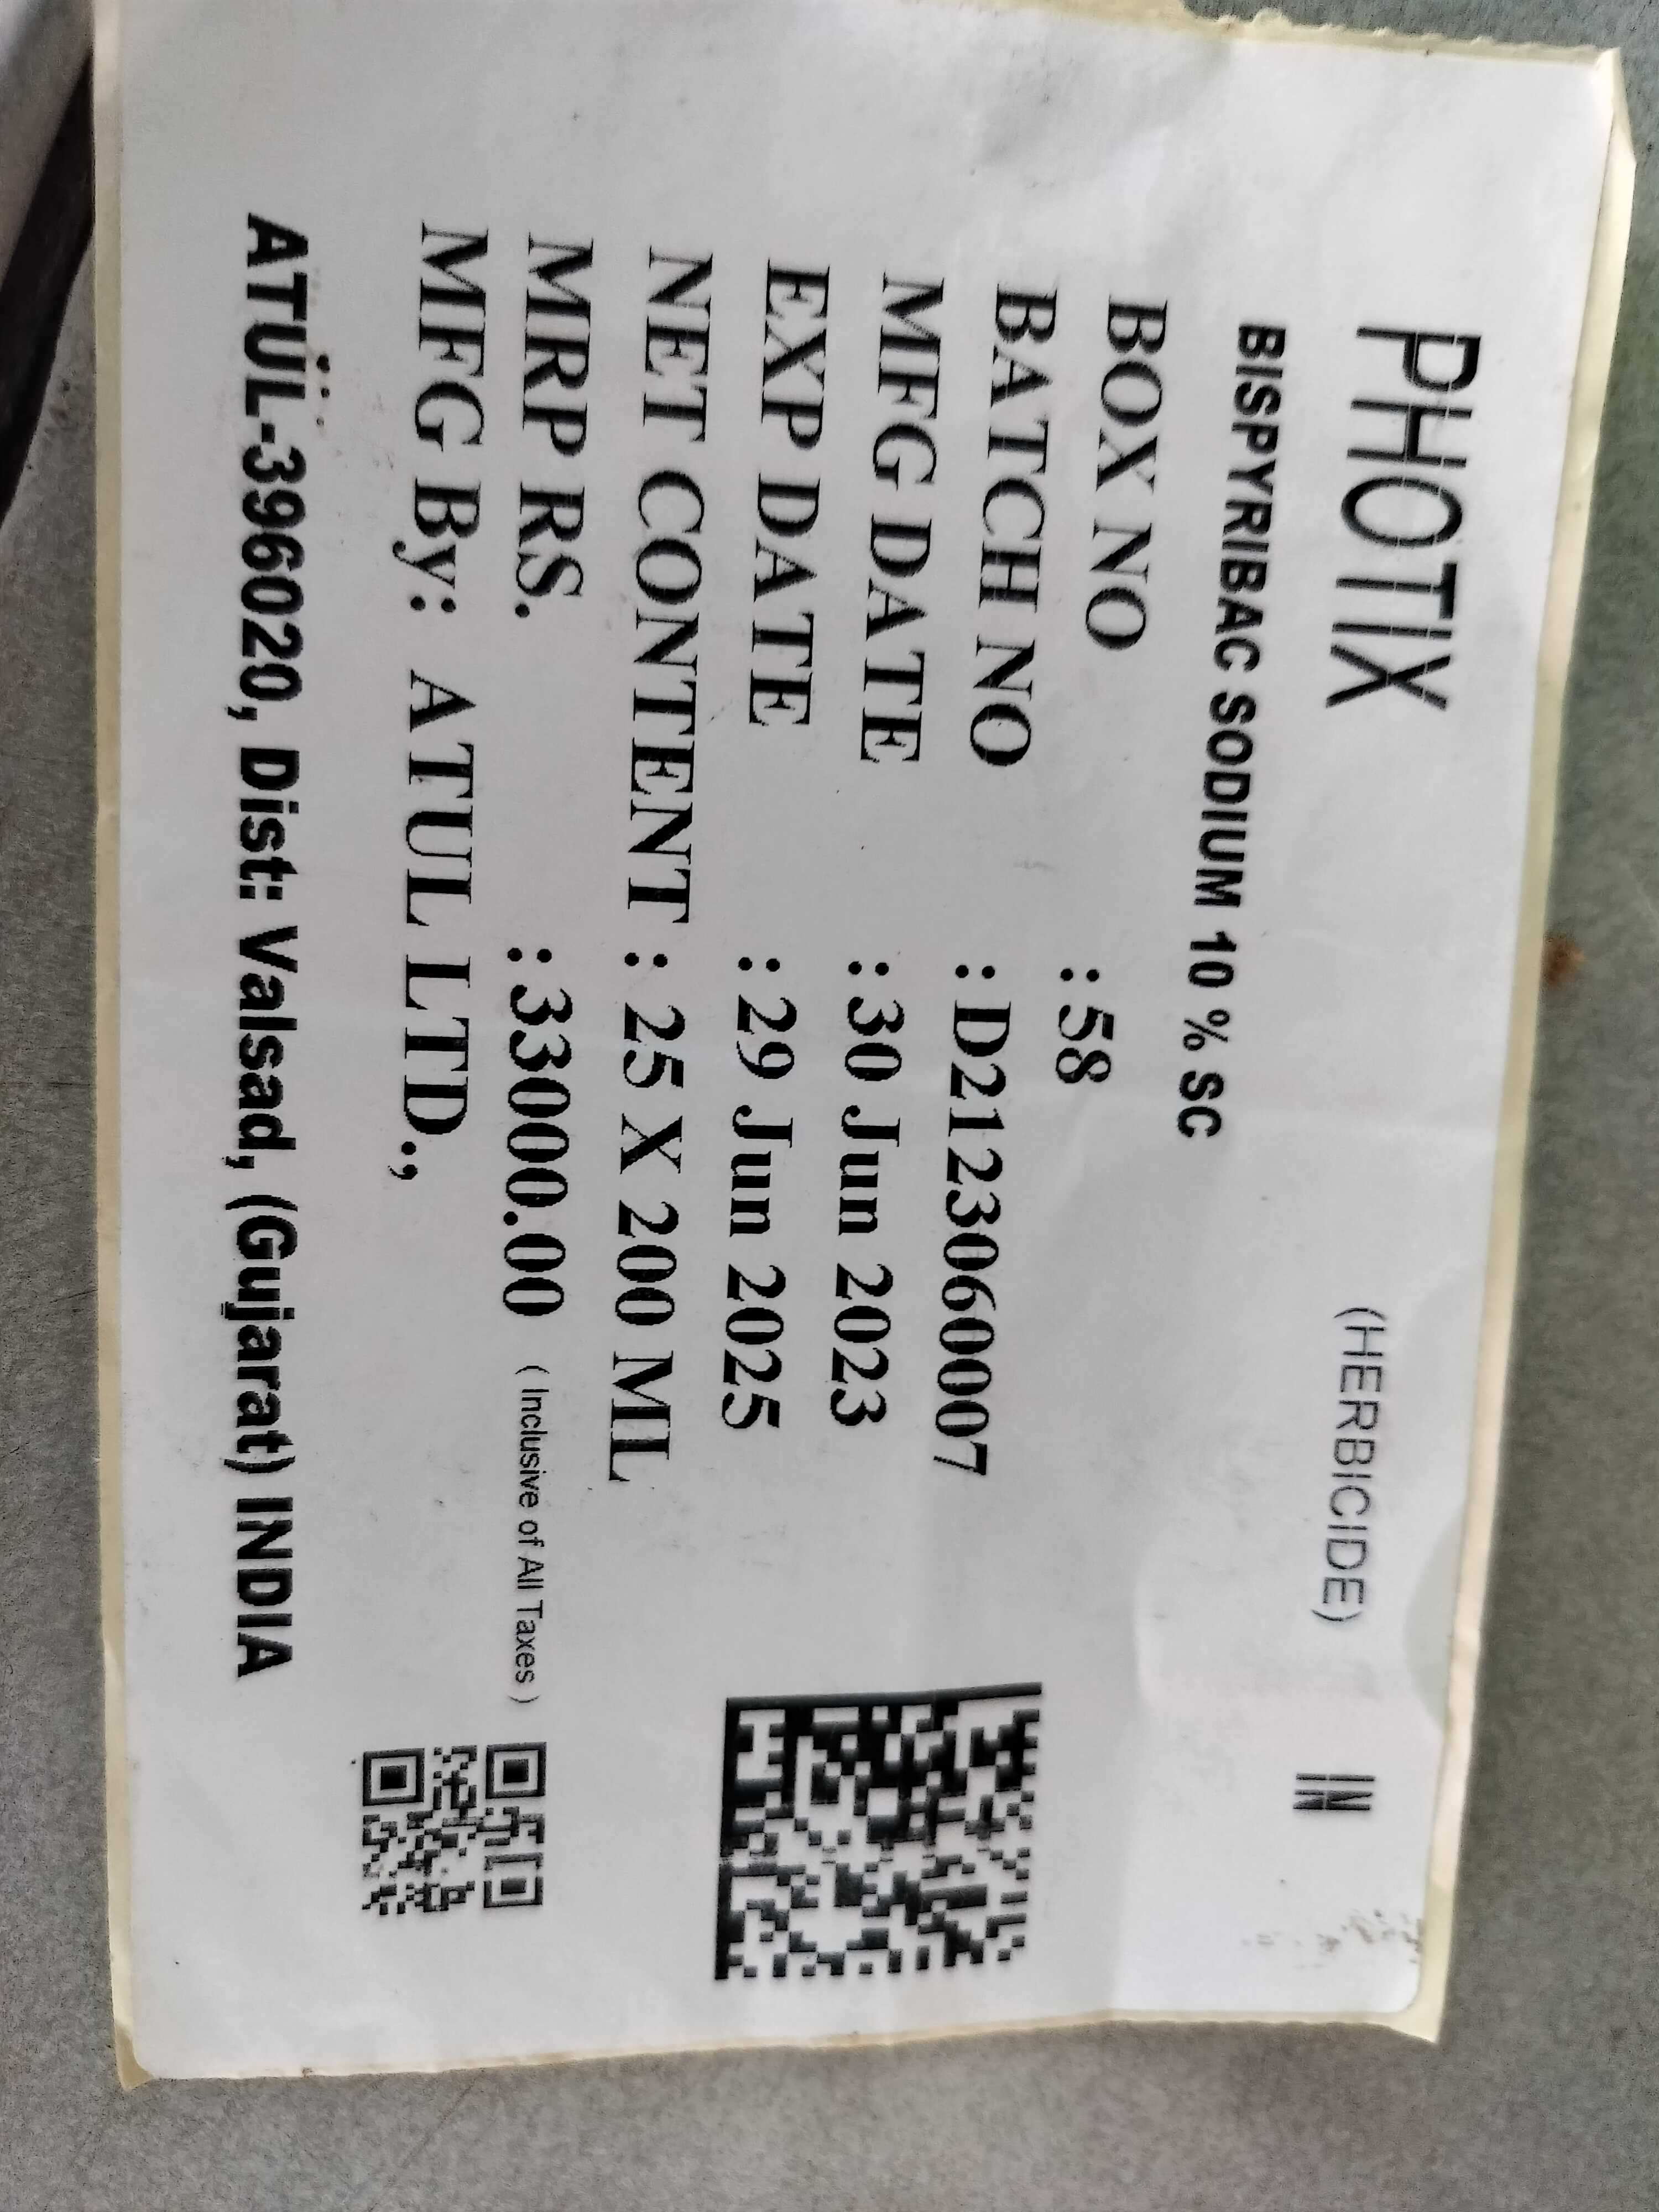 PHOTIX (HERBICIDE) IN
BISPYRIBAC SODIUM 10 % SC
BOX NO :58
BATCH NO :D2123060007
MFG DATE :30 Jun 2023
EXP DATE :29 Jun 2025
NET CONTENT : 25 X 200 ML
MRP RS. :33000.00 ( Inclusive of All Taxes )
MFG By: ATUL LTD.,
ATUL-396020, Dist: Valsad, (Gujarat) INDIA